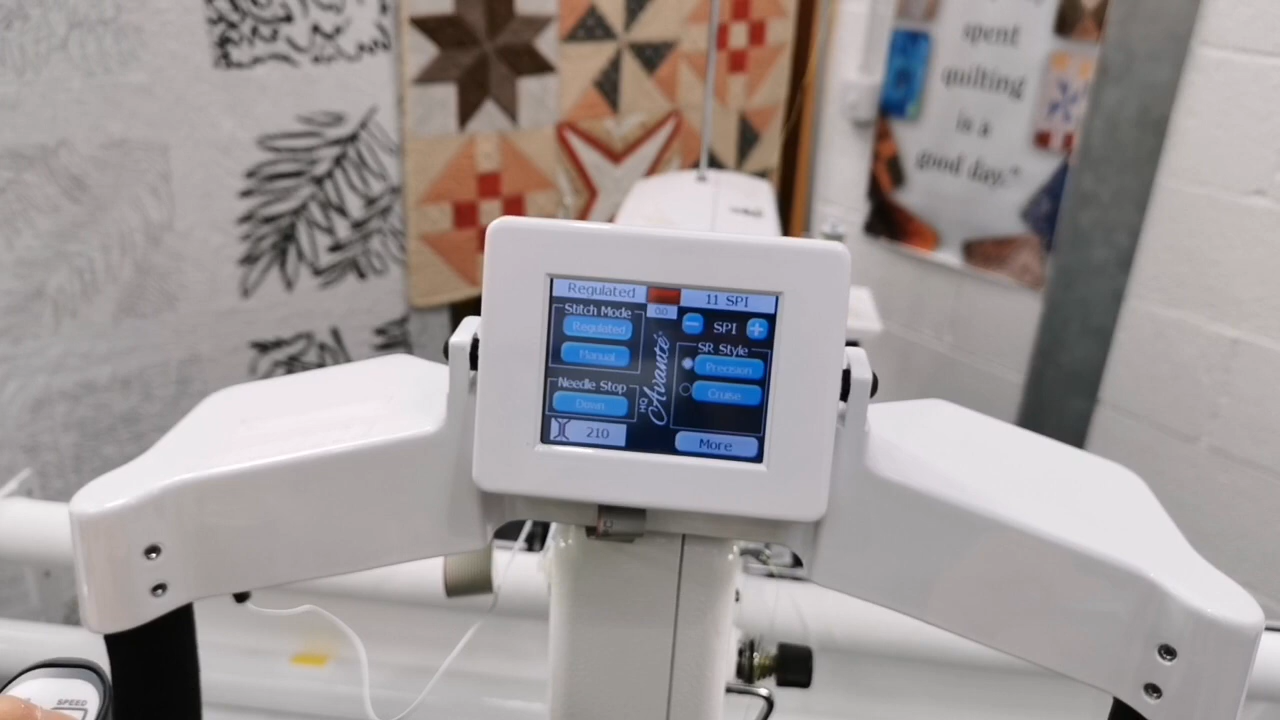 spent
quilting
is a
good day."
Regulated
11 SPI
Stitch Mode
00
SPI
Regulated
SR Style
Manual
Precision
Needle Stop
Cruise
Down
HQ Avanté
210
More
SPEED